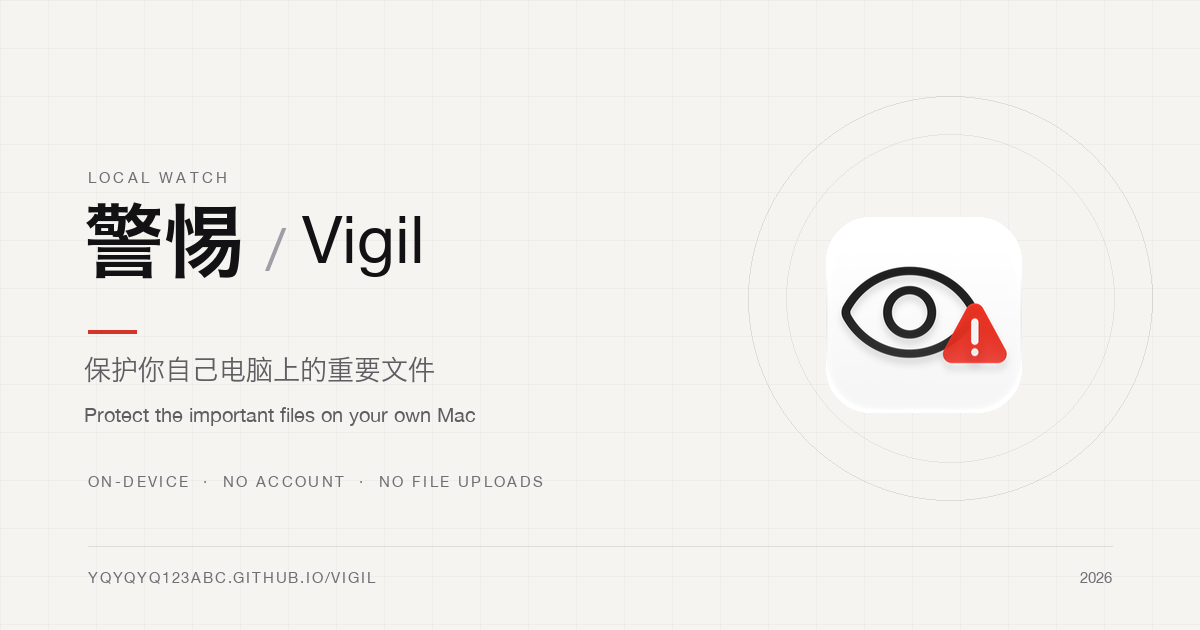 LOCAL WATCH
警惕 / Vigil
保护你自己电脑上的重要文件
Protect the important files on your own Mac
ON-DEVICE · NO ACCOUNT · NO FILE UPLOADS
YQYQYQ123ABC.GITHUB.IO/VIGIL
2026